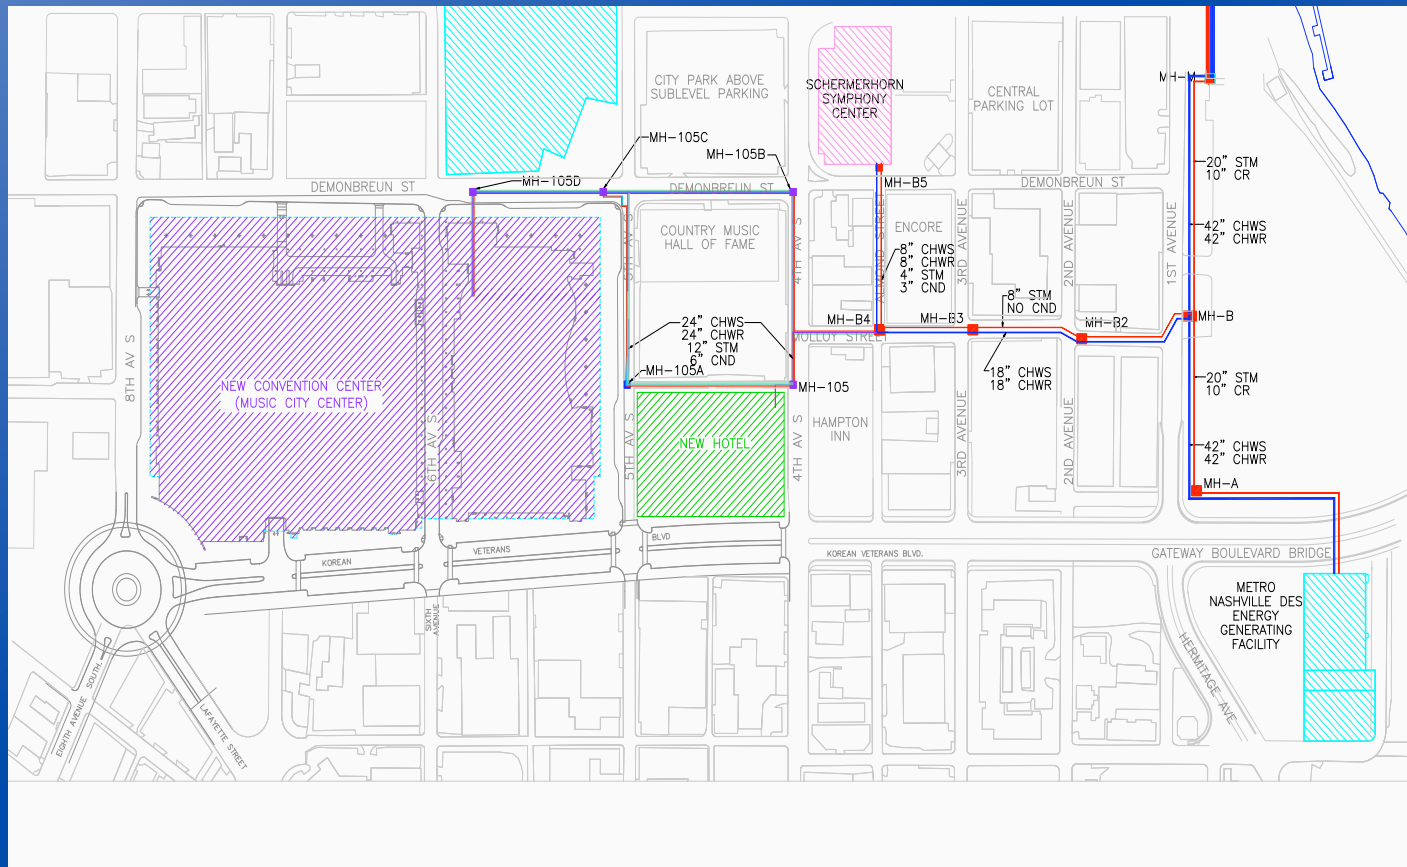 CITY PARK ABOVE
SUBLEVEL PARKING
SCHERMERHORN
SYMPHONY
CENTER
CENTRAL
PARKING LOT
MH-M
MH-105C
MH-105B
20” STM
10” CR
MH-105D
DEMONBREUN ST
DEMONBREUN ST
MH-B5
DEMONBREUN ST
COUNTRY MUSIC
HALL OF FAME
5TH AV S
4TH AV S
ALMOND STREET
ENCORE
3RD AVENUE
2ND AVENUE
1ST AVENUE
42” CHWS
42” CHWR
8” CHWS
8” CHWR
4” STM
3” CND
8” STM
NO CND
24” CHWS
24” CHWR
12” STM
6” CND
MH-B4
MH-B3
MH-B2
MH-B
MOLLOY STREET
8TH AV S
MH-105A
MH-105
18” CHWS
18” CHWR
20” STM
10” CR
NEW CONVENTION CENTER
(MUSIC CITY CENTER)
6TH AV S
5TH AV S
NEW HOTEL
4TH AV S
HAMPTON
INN
3RD AVENUE
2ND AVENUE
42” CHWS
42” CHWR
MH-A
KOREAN
VETERANS
BLVD
KOREAN VETERANS BLVD.
GATEWAY BOULEVARD BRIDGE
METRO
NASHVILLE DES
ENERGY
GENERATING
FACILITY
SIXTH
AVENUE
HERMITAGE AVE
EIGHTH AVENUE SOUTH.
LAFAYETTE STREET